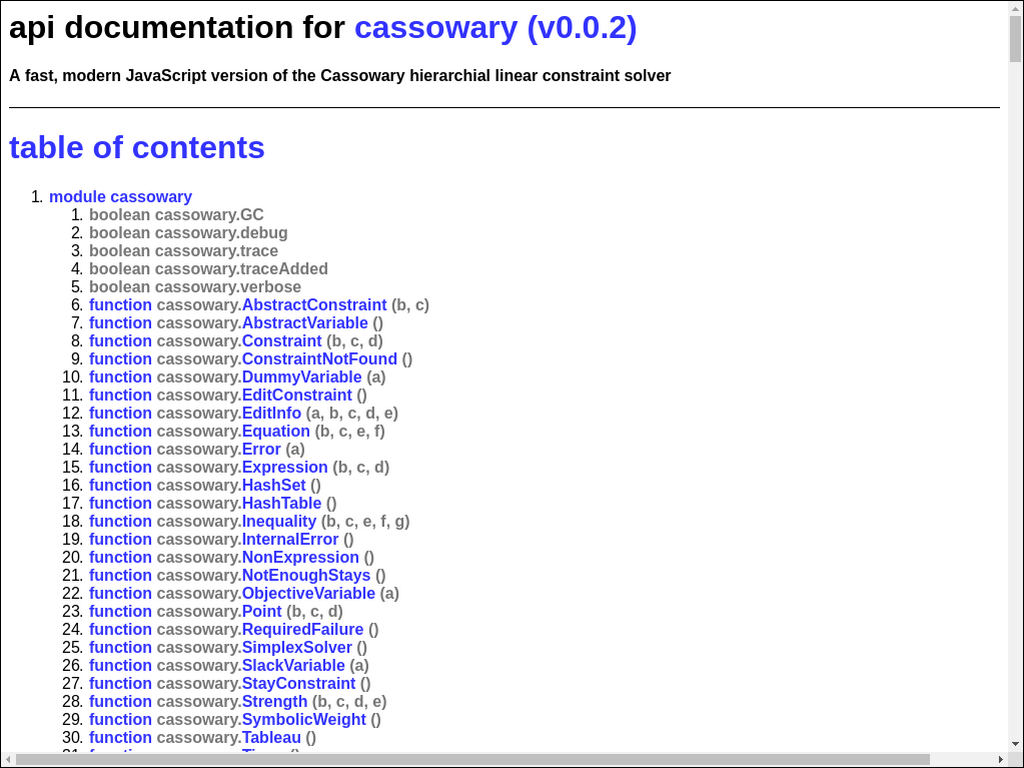 api documentation for cassowary (v0.0.2)
A fast, modern JavaScript version of the Cassowary hierarchial linear constraint solver
table of contents
1. module cassowary
1. boolean cassowary.GC
2. boolean cassowary.debug
3. boolean cassowary.trace
4. boolean cassowary.traceAdded
5. boolean cassowary.verbose
6. function cassowary.AbstractConstraint (b, c)
7. function cassowary.AbstractVariable ()
8. function cassowary.Constraint (b, c, d)
9. function cassowary.ConstraintNotFound ()
10. function cassowary.DummyVariable (a)
11. function cassowary.EditConstraint ()
12. function cassowary.EditInfo (a, b, c, d, e)
13. function cassowary.Equation (b, c, e, f)
14. function cassowary.Error (a)
15. function cassowary.Expression (b, c, d)
16. function cassowary.HashSet ()
17. function cassowary.HashTable ()
18. function cassowary.Inequality (b, c, e, f, g)
19. function cassowary.InternalError ()
20. function cassowary.NonExpression ()
21. function cassowary.NotEnoughStays ()
22. function cassowary.ObjectiveVariable (a)
23. function cassowary.Point (b, c, d)
24. function cassowary.RequiredFailure ()
25. function cassowary.SimplexSolver ()
26. function cassowary.SlackVariable (a)
27. function cassowary.StayConstraint ()
28. function cassowary.Strength (b, c, d, e)
29. function cassowary.SymbolicWeight ()
30. function cassowary.Tableau ()